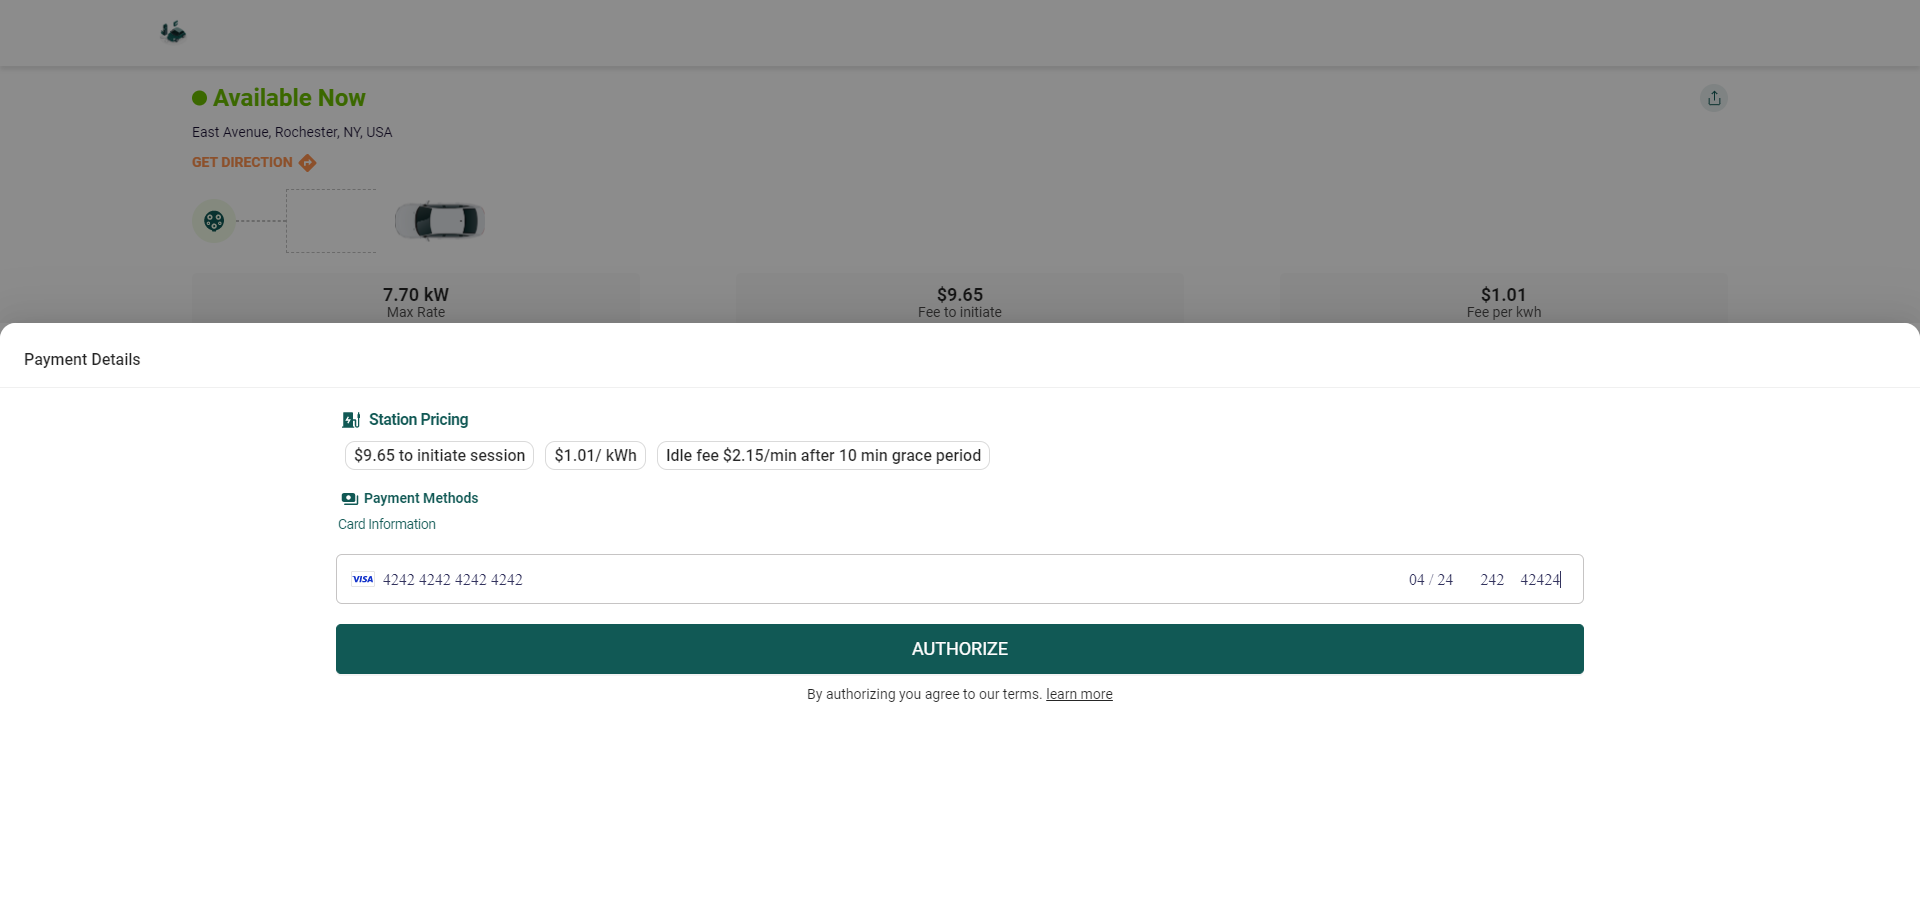 Available Now
East Avenue, Rochester, NY, USA
GET DIRECTION
7.70 kW
Max Rate
$9.65
Fee to initiate
$1.01
Fee per kwh
Payment Details
Station Pricing
$9.65 to initiate session
$1.01/ kWh
Idle fee $2.15/min after 10 min grace period
Payment Methods
Card Information
VISA 4242 4242 4242 4242 04 / 24 242 42424
AUTHORIZE
By authorizing you agree to our terms. learn more